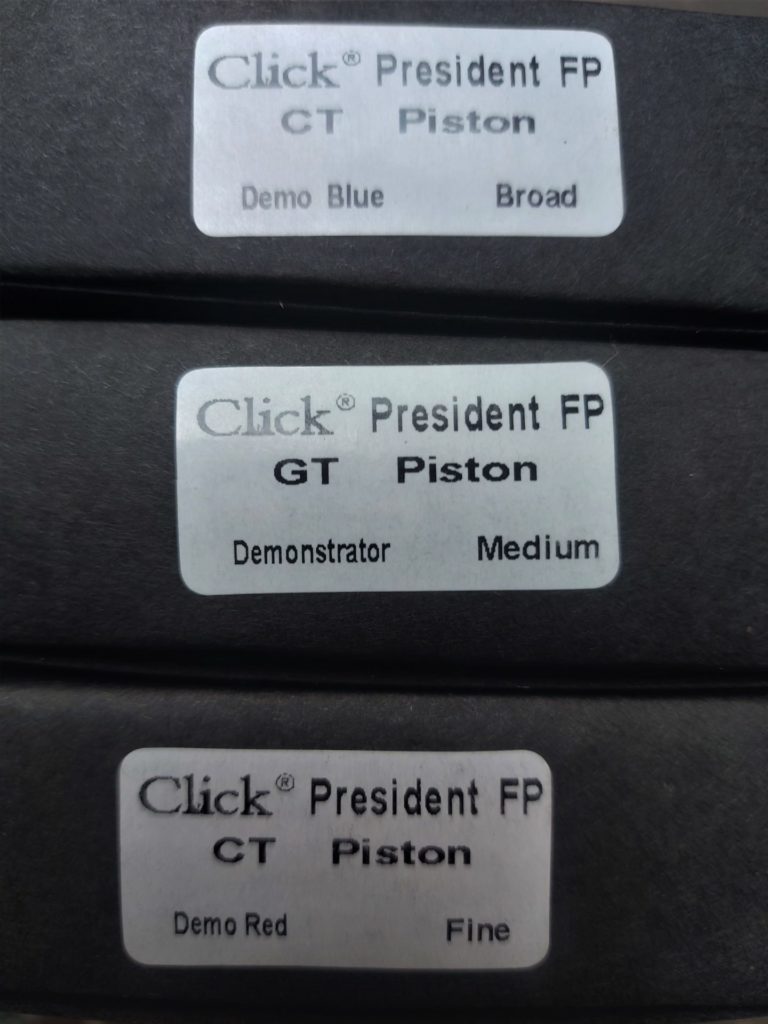 Click® President FP
CT Piston
Demo Blue Broad
Click® President FP
GT Piston
Demonstrator Medium
Click® President FP
CT Piston
Demo Red Fine